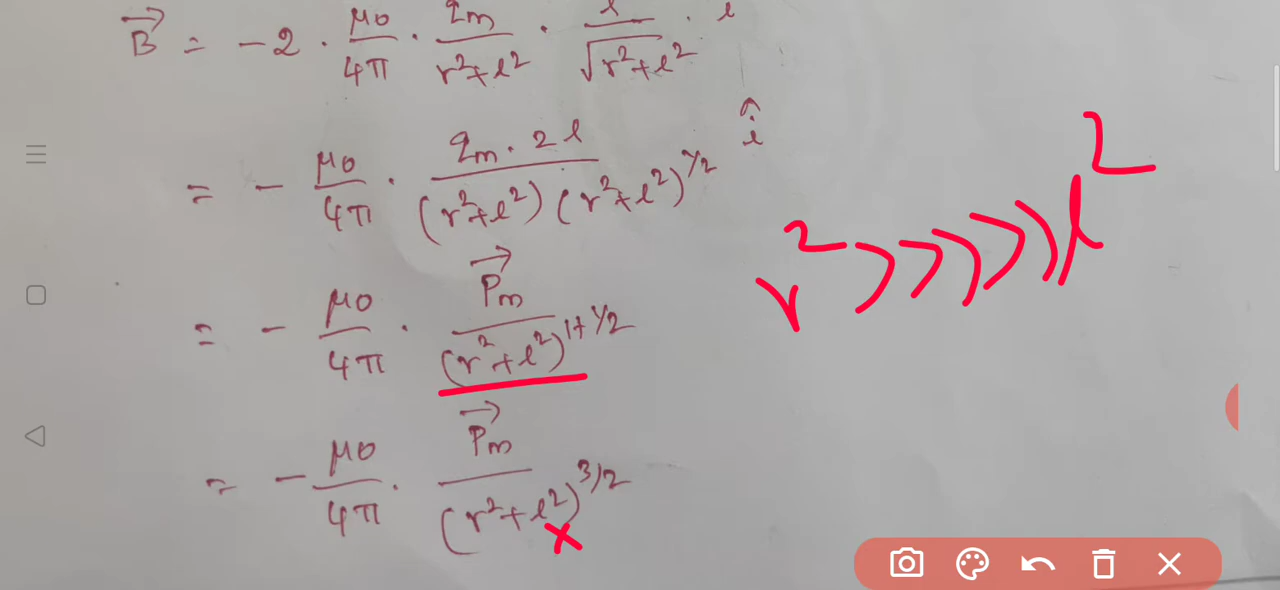 B⃗ = -2 · μ0/4π · qm/r²+l² · l/√r²+l² · î
= - μ0/4π · qm · 2l/(r²+l²)(r²+l²)^1/2 î
r² >>>>> l²
= - μ0/4π · P⃗m/(r²+l²)^1+1/2
= - μ0/4π · P⃗m/(r²+l²)^3/2